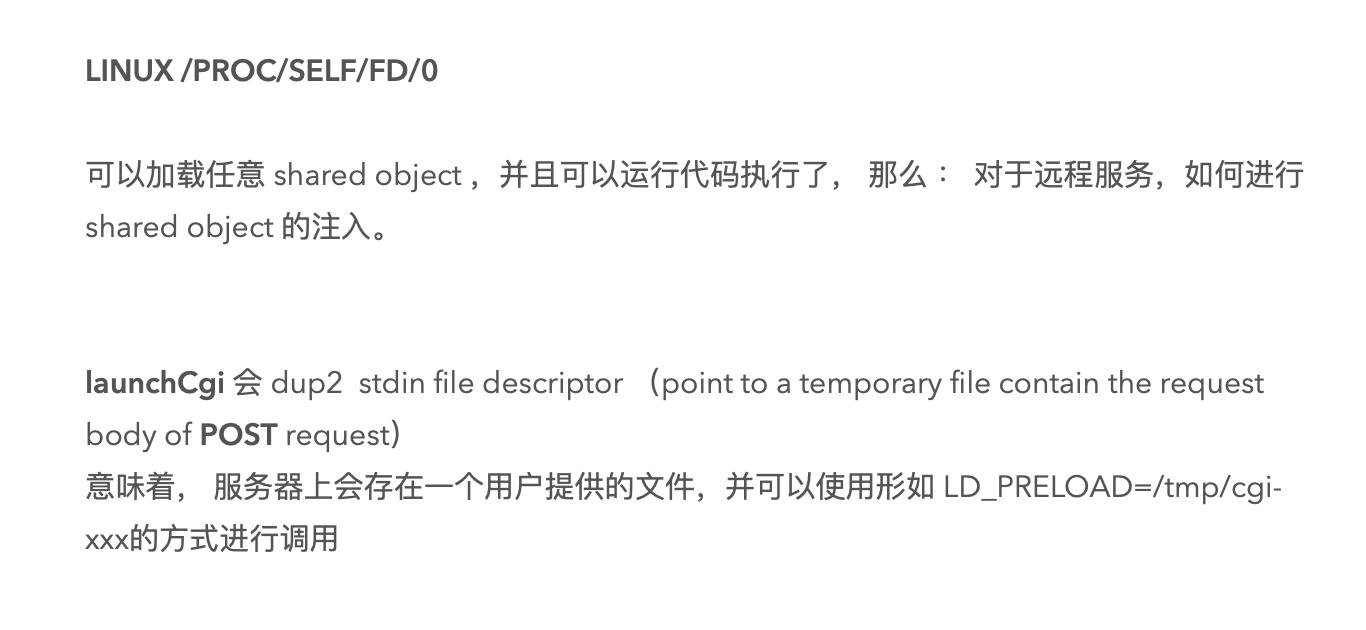 LINUX /PROC/SELF/FD/0
可以加载任意 shared object ，并且可以运行代码执行了， 那么： 对于远程服务，如何进行
shared object 的注入。
launchCgi 会 dup2 stdin file descriptor （point to a temporary file contain the request
body of POST request）
意味着， 服务器上会存在一个用户提供的文件，并可以使用形如 LD_PRELOAD=/tmp/cgi-
xxx的方式进行调用